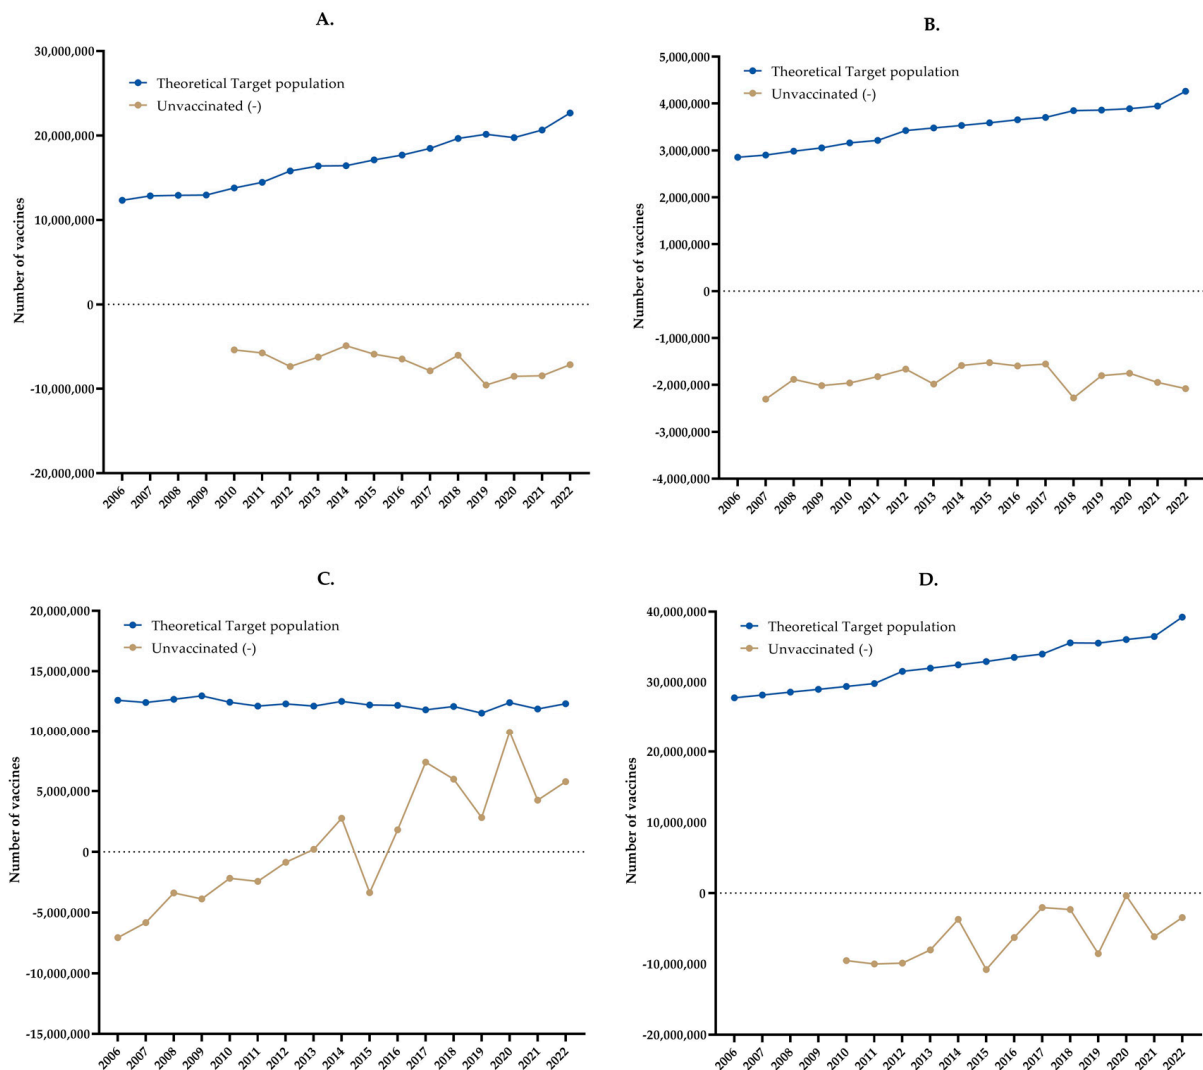 A.
30,000,000
20,000,000
10,000,000
0
-10,000,000
-20,000,000
Number of vaccines
Theoretical Target population
Unvaccinated (-)
2006 2007 2008 2009 2010 2011 2012 2013 2014 2015 2016 2017 2018 2019 2020 2021 2022
B.
5,000,000
4,000,000
3,000,000
2,000,000
1,000,000
0
-1,000,000
-2,000,000
-3,000,000
-4,000,000
Number of vaccines
Theoretical Target population
Unvaccinated (-)
2006 2007 2008 2009 2010 2011 2012 2013 2014 2015 2016 2017 2018 2019 2020 2021 2022
C.
20,000,000
15,000,000
10,000,000
5,000,000
0
-5,000,000
-10,000,000
-15,000,000
Number of vaccines
Theoretical Target population
Unvaccinated (-)
2006 2007 2008 2009 2010 2011 2012 2013 2014 2015 2016 2017 2018 2019 2020 2021 2022
D.
40,000,000
30,000,000
20,000,000
10,000,000
0
-10,000,000
-20,000,000
Number of vaccines
Theoretical Target population
Unvaccinated (-)
2006 2007 2008 2009 2010 2011 2012 2013 2014 2015 2016 2017 2018 2019 2020 2021 2022